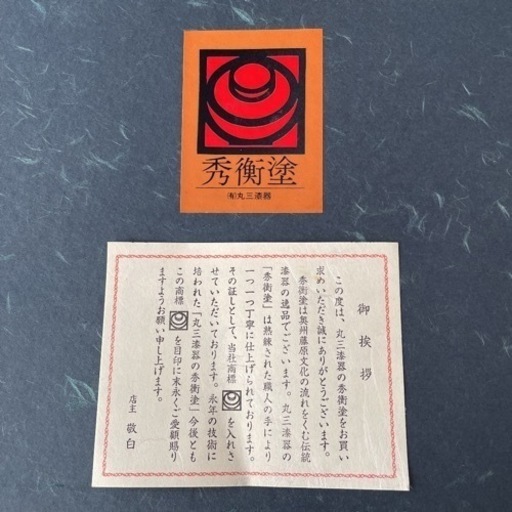 秀衡塗
㈲丸三漆器
御挨拶
この度は、丸三漆器の秀衡塗をお買い
求めいただき誠にありがとうございます。
秀衡塗は奥州藤原文化の流れをくむ伝統
漆器の逸品でございます。丸三漆器の
「秀衡塗」は熟錬された職人の手により
一つ一つ丁寧に仕上げられております。
その証しとして、当社商標 を入れさ
せていただいております。永年の技術に
培われた「丸三漆器の秀衡塗」今後とも
この商標 を目印に末永くご愛顧賜り
ますようお願い申し上げます。
店主 敬白